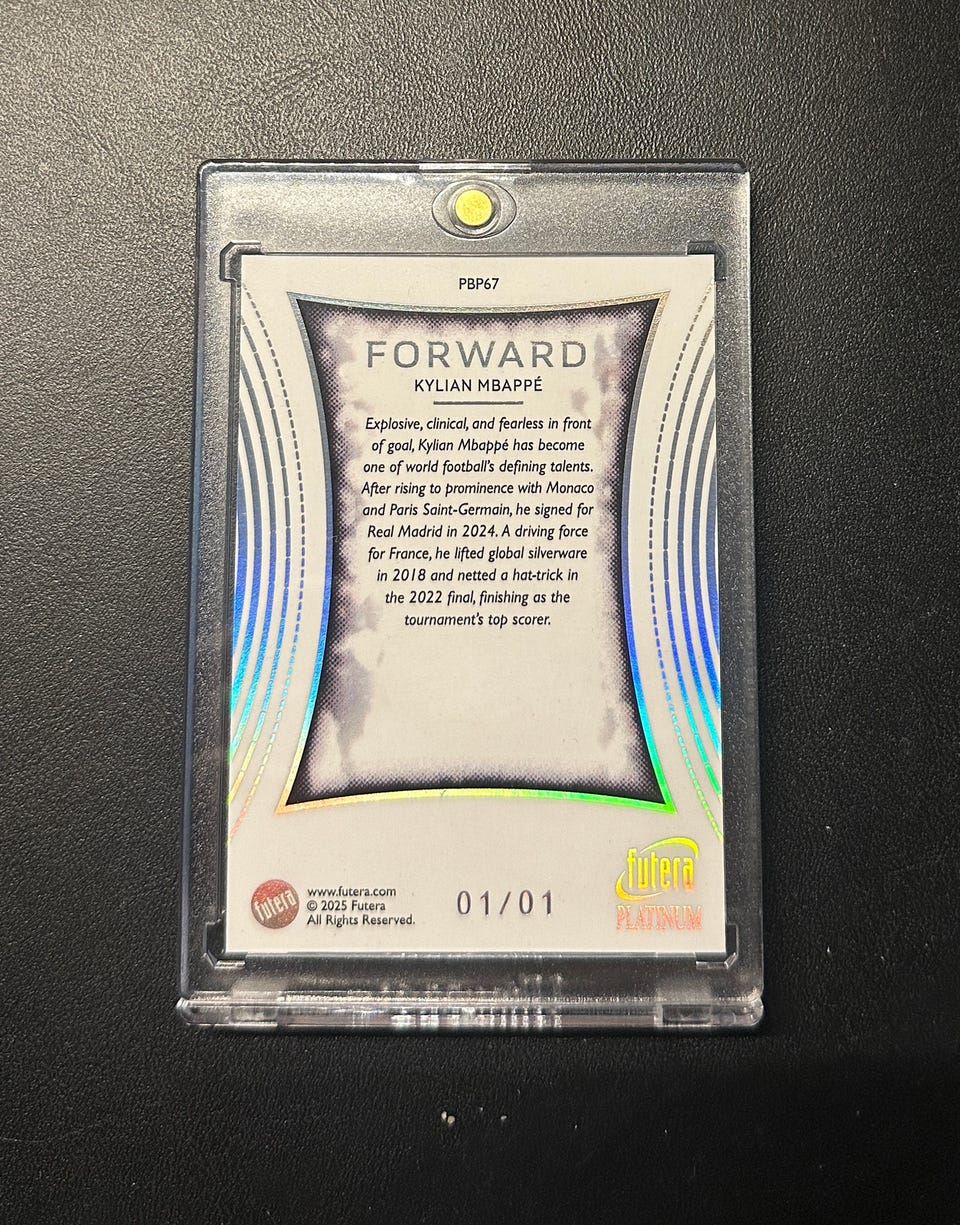 PBP67
FORWARD
KYLIAN MBAPPÉ
Explosive, clinical, and fearless in front
of goal, Kylian Mbappé has become
one of world football's defining talents.
After rising to prominence with Monaco
and Paris Saint-Germain, he signed for
Real Madrid in 2024. A driving force
for France, he lifted global silverware
in 2018 and netted a hat-trick in
the 2022 final, finishing as the
tournament's top scorer.
futera
www.futera.com
© 2025 Futera
All Rights Reserved.
01/01
futera
PLATINUM